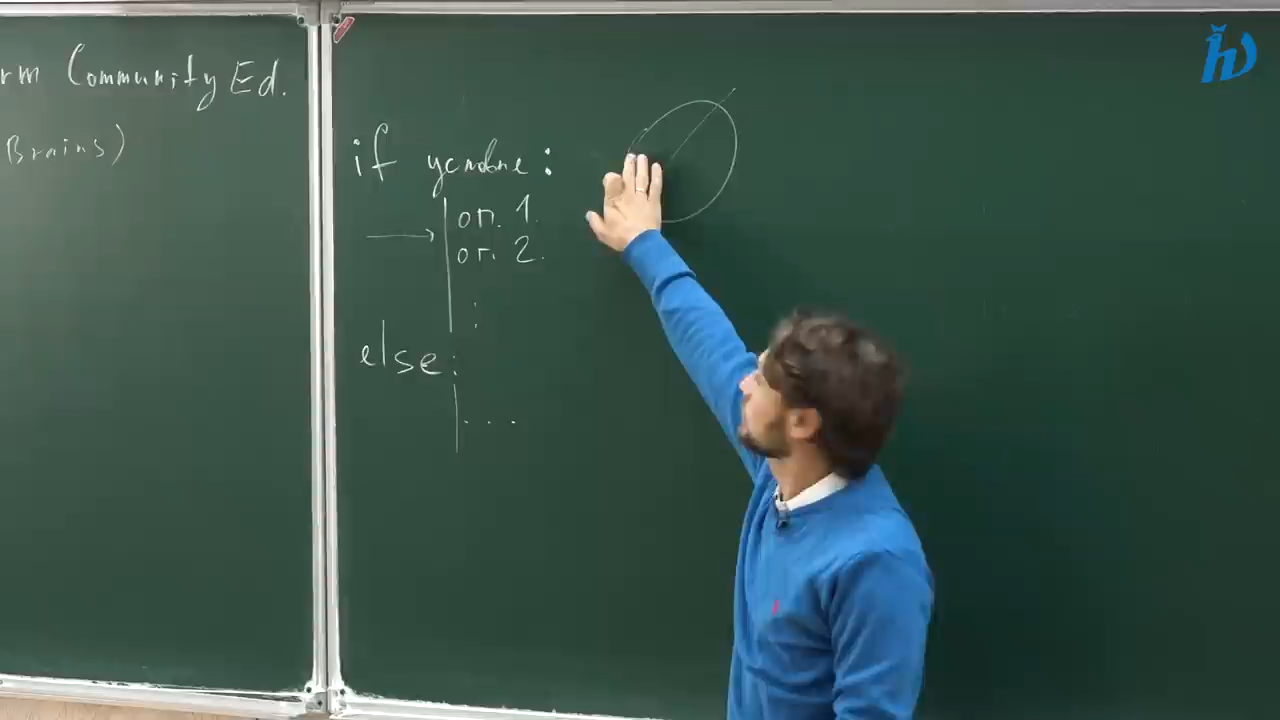 rm Community Ed.
Brains)
if условие :
оп. 1.
оп. 2.
:
else:
...